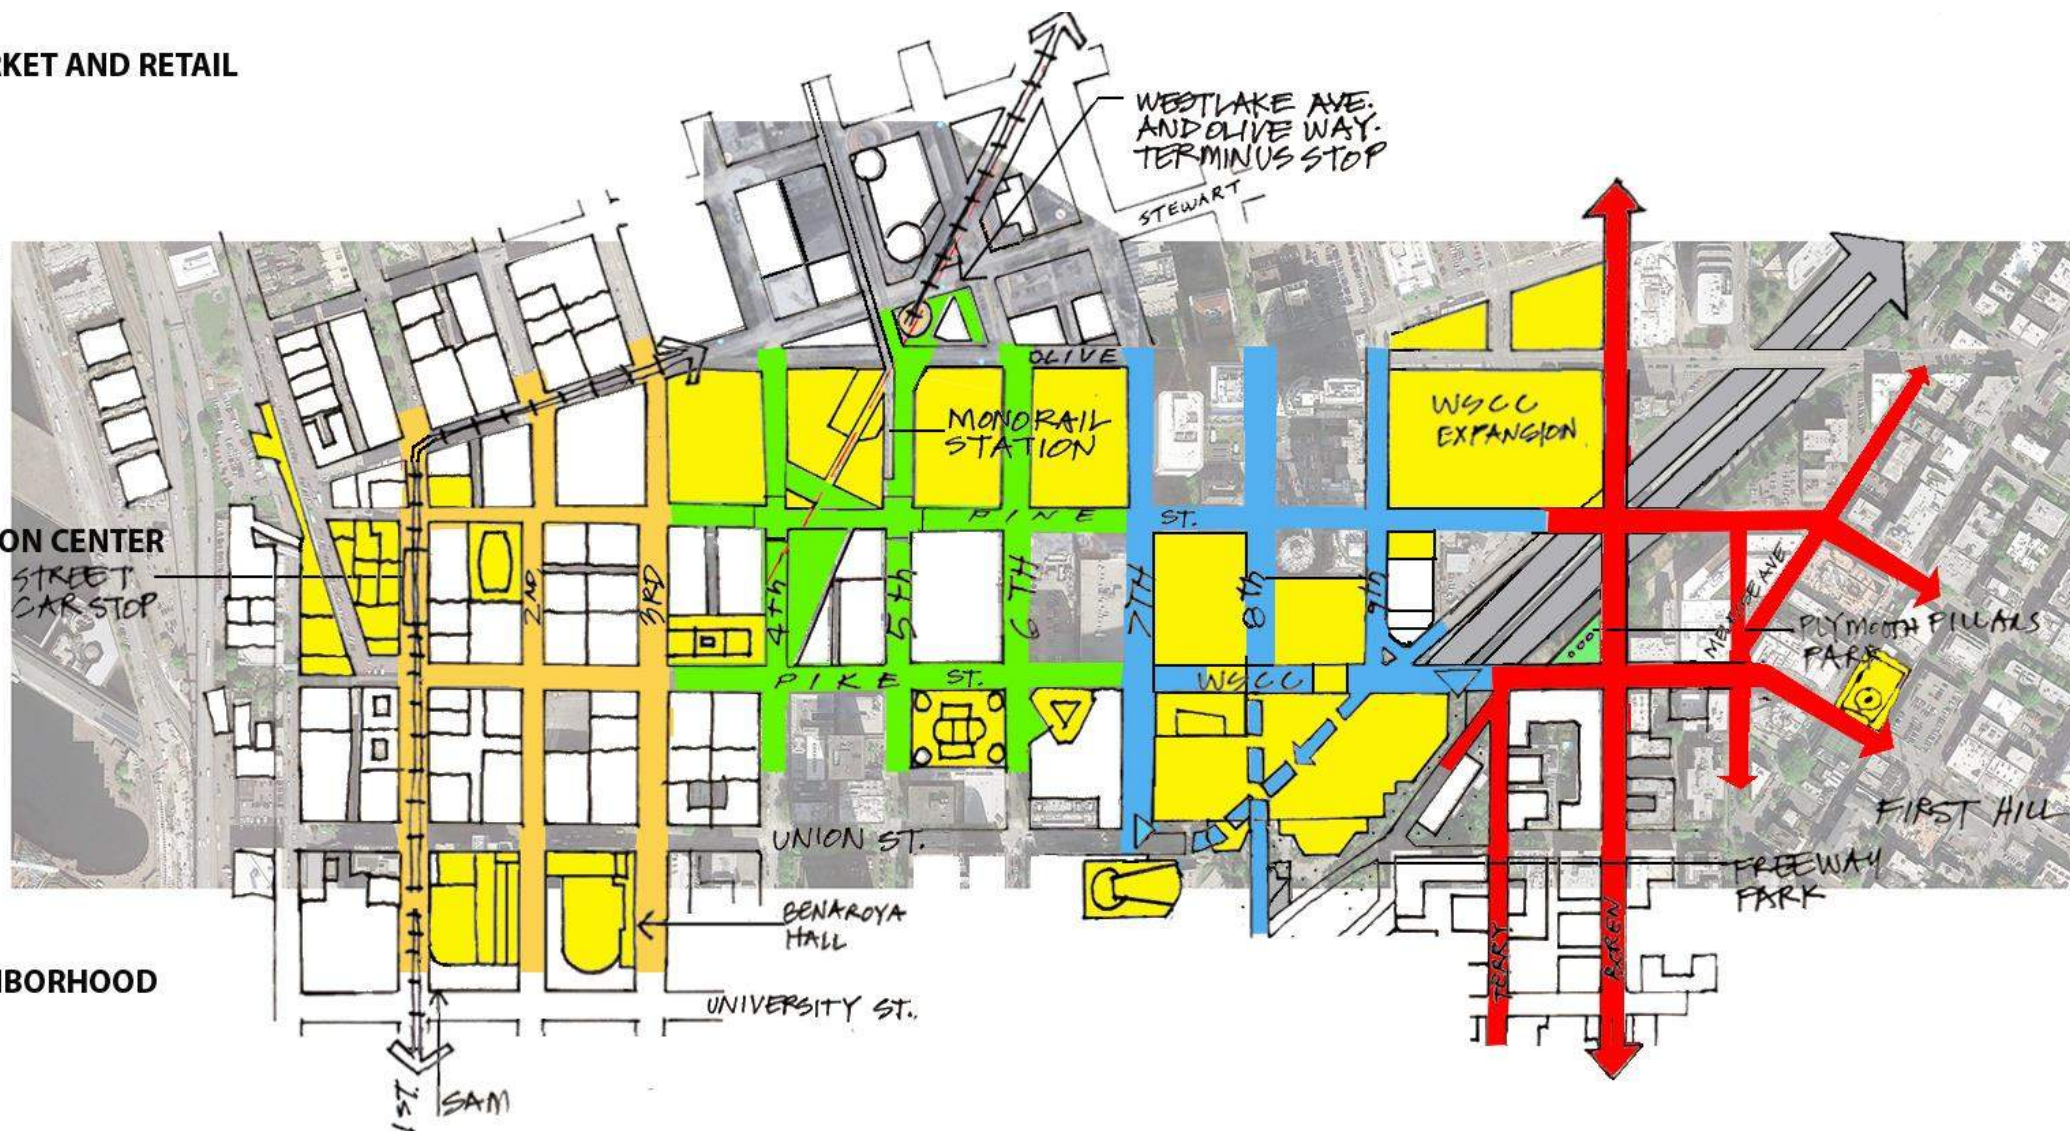 RKET AND RETAIL
WESTLAKE AVE.
AND OLIVE WAY.
TERMINUS STOP
STEWART
OLIVE
MONORAIL
STATION
WSCC
EXPANSION
PINE ST.
ON CENTER
STREET
CAR STOP
2ND
3RD
4th
5th
6TH
7TH
8th
9th
PLYMOUTH PILLARS
PARK
PIKE ST.
WSCC
FIRST HILL
UNION ST.
FREEWAY
PARK
BENAROYA
HALL
TERRY
BOREN
IBORHOOD
UNIVERSITY ST.
1 ST.
SAM